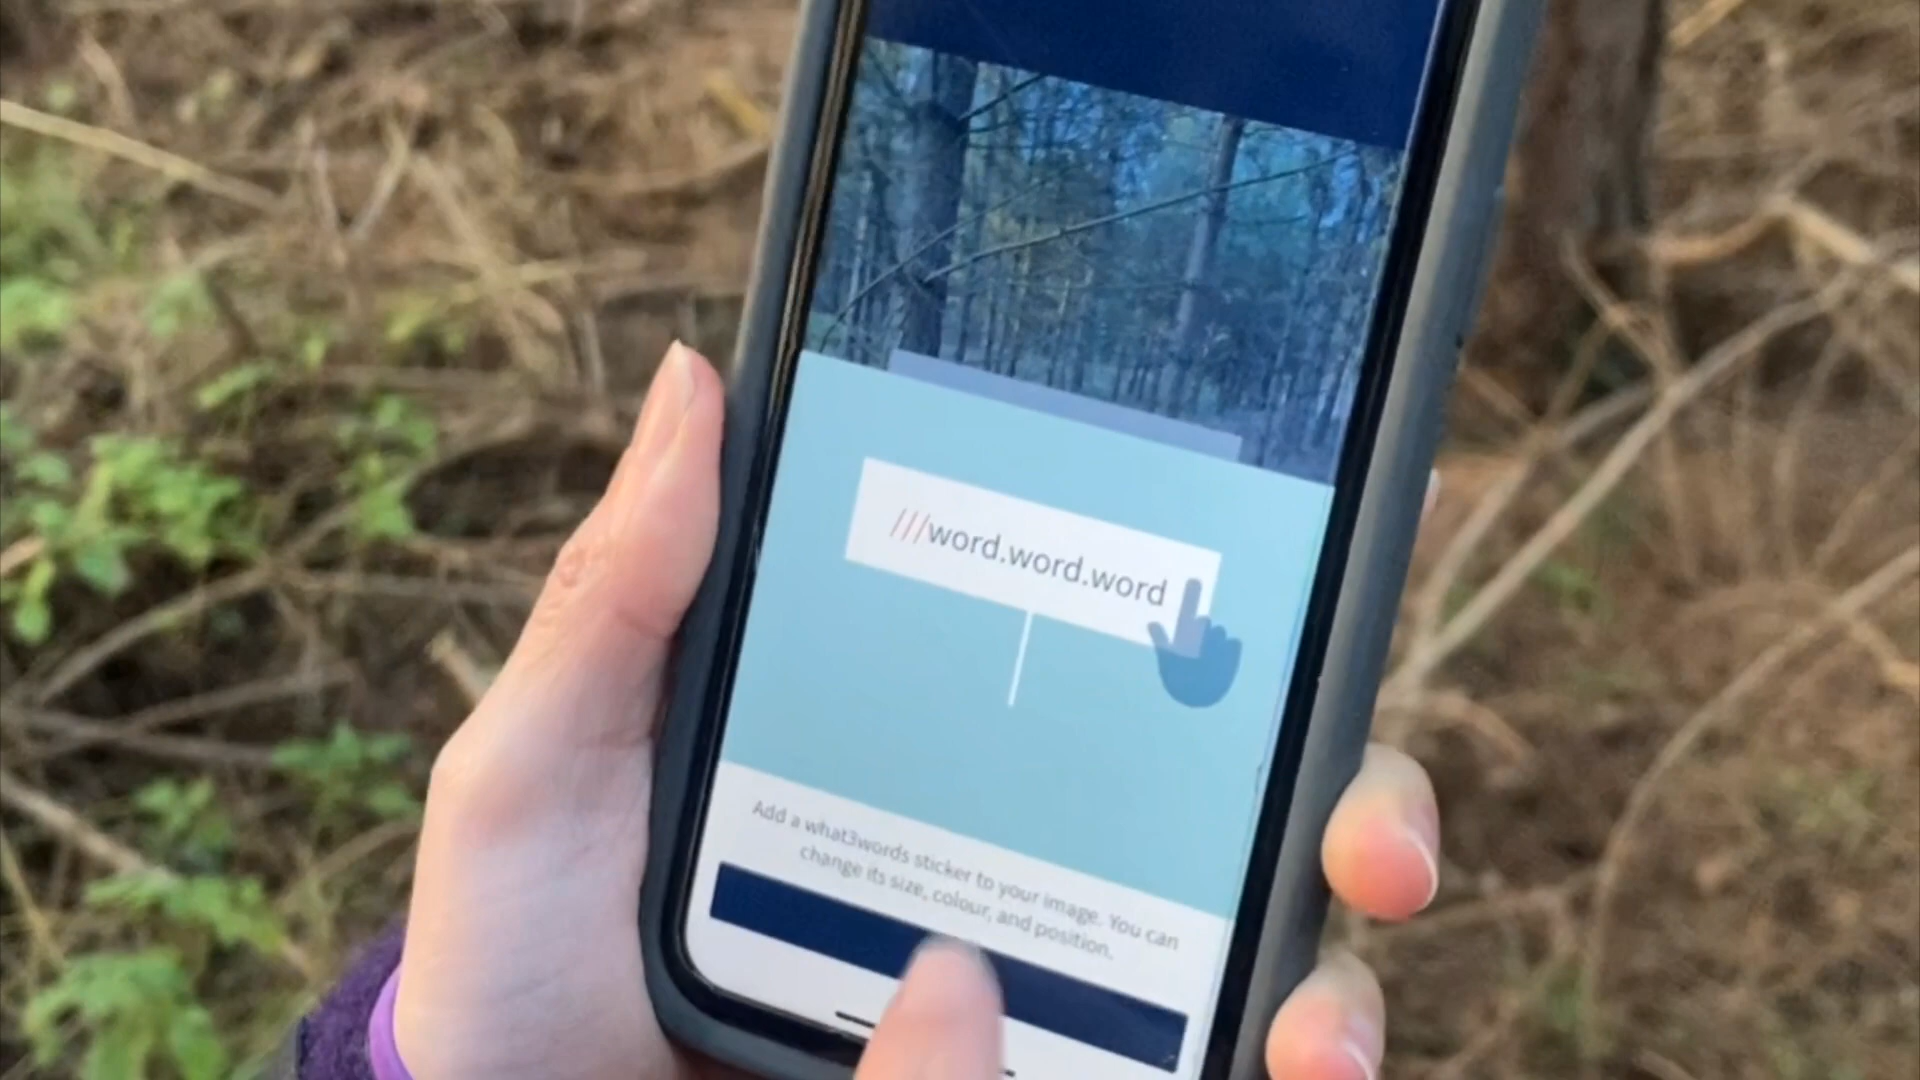 ///word.word.word
Add a what3words sticker to your image. You can
change its size, colour, and position.